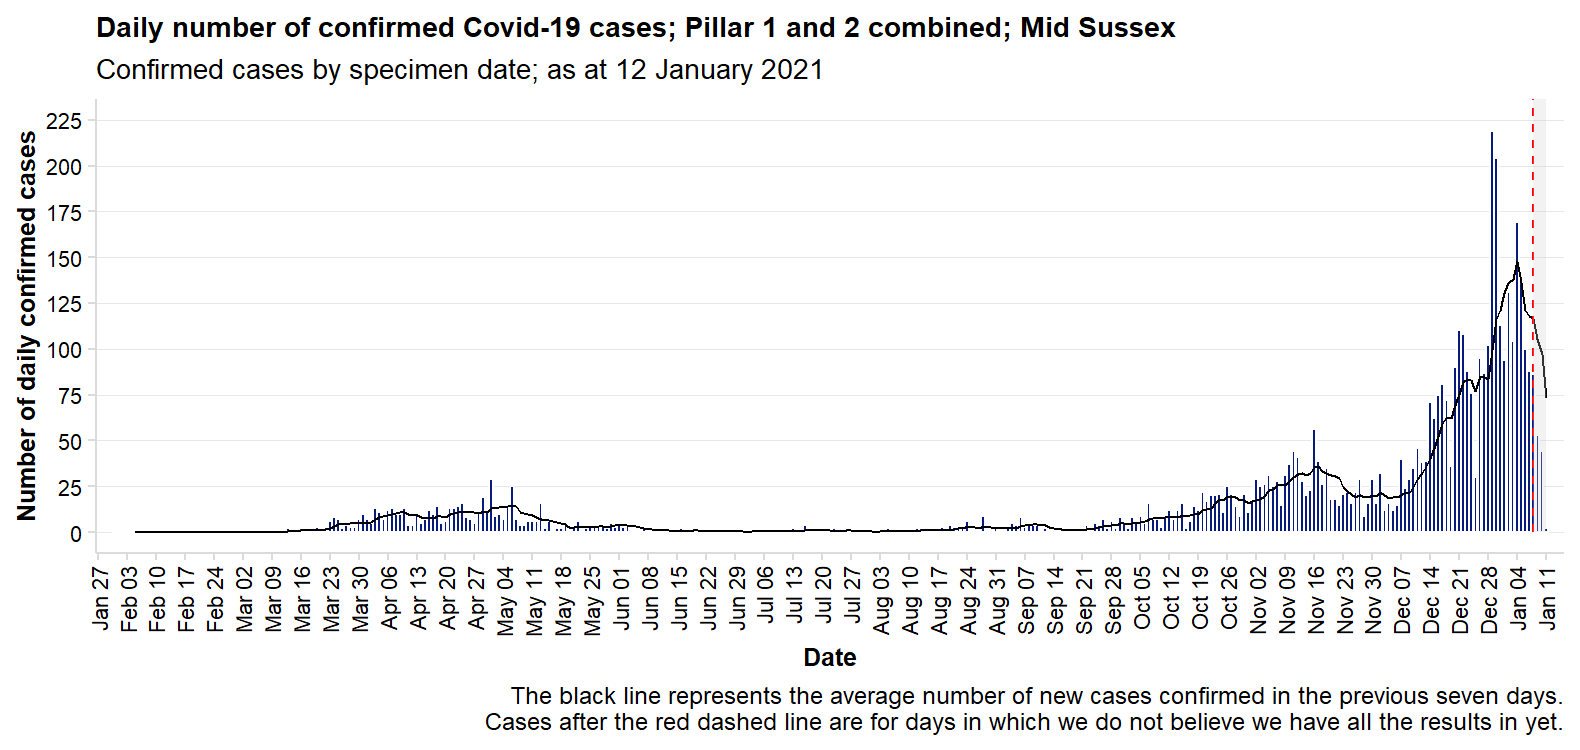 Daily number of confirmed Covid-19 cases; Pillar 1 and 2 combined; Mid Sussex
Confirmed cases by specimen date; as at 12 January 2021
Number of daily confirmed cases
225
200
175
150
125
100
75
50
25
0
Jan 27
Feb 03
Feb 10
Feb 17
Feb 24
Mar 02
Mar 09
Mar 16
Mar 23
Mar 30
Apr 06
Apr 13
Apr 20
Apr 27
May 04
May 11
May 18
May 25
Jun 01
Jun 08
Jun 15
Jun 22
Jun 29
Jul 06
Jul 13
Jul 20
Jul 27
Aug 03
Aug 10
Aug 17
Aug 24
Aug 31
Sep 07
Sep 14
Sep 21
Sep 28
Oct 05
Oct 12
Oct 19
Oct 26
Nov 02
Nov 09
Nov 16
Nov 23
Nov 30
Dec 07
Dec 14
Dec 21
Dec 28
Jan 04
Jan 11
Date
The black line represents the average number of new cases confirmed in the previous seven days.
Cases after the red dashed line are for days in which we do not believe we have all the results in yet.